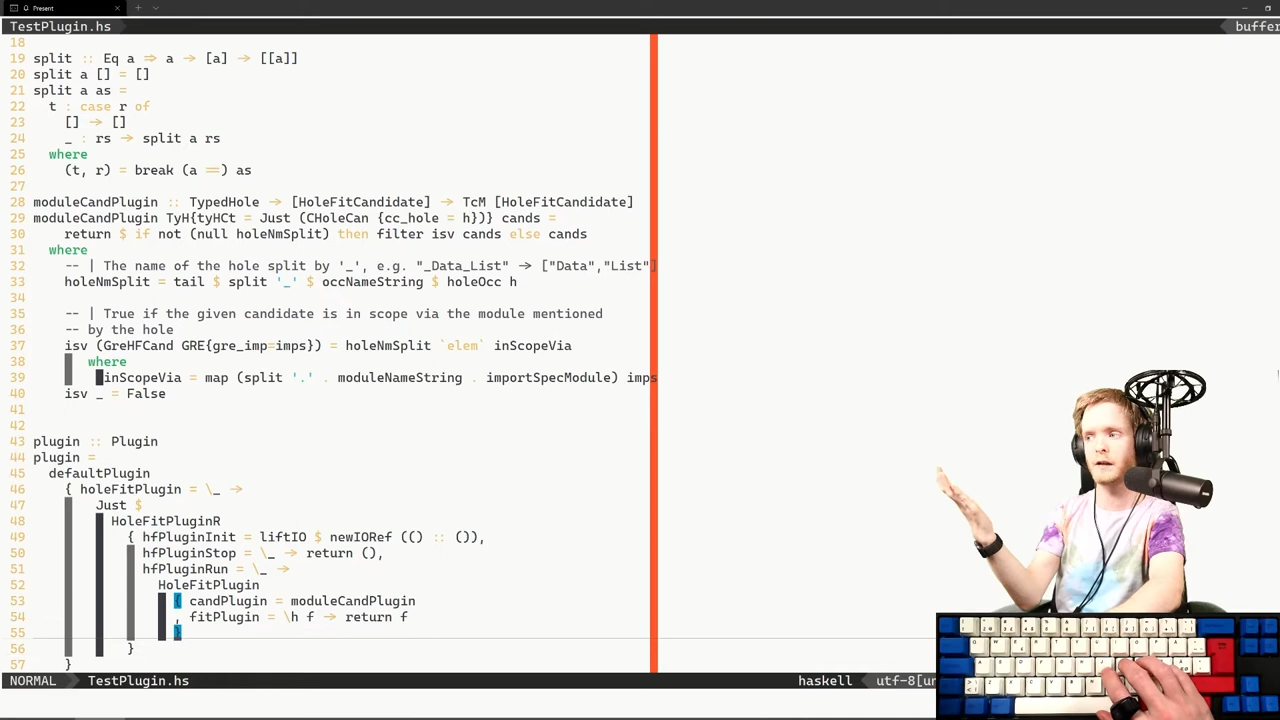 Present
TestPlugin.hs
buffer
18
19 split :: Eq a ⇒ a → [a] → [[a]]
20 split a [] = []
21 split a as =
22   t : case r of
23     [] → []
24     _ : rs → split a rs
25   where
26     (t, r) = break (a ==) as
27
28 moduleCandPlugin :: TypedHole → [HoleFitCandidate] → TcM [HoleFitCandidate]
29 moduleCandPlugin TyH{tyHCt = Just (CHoleCan {cc_hole = h})} cands =
30     return $ if not (null holeNmSplit) then filter isv cands else cands
31   where
32     -- | The name of the hole split by '_', e.g. "_Data_List" → ["Data","List"]
33     holeNmSplit = tail $ split '_' $ occNameString $ holeOcc h
34
35     -- | True if the given candidate is in scope via the module mentioned
36     -- by the hole
37     isv (GreHFCand GRE{gre_imp=imps}) = holeNmSplit `elem` inScopeVia
38        where
39          inScopeVia = map (split '.' . moduleNameString . importSpecModule) imps
40     isv _ = False
41
42
43 plugin :: Plugin
44 plugin =
45   defaultPlugin
46     { holeFitPlugin = \_ →
47         Just $
48           HoleFitPluginR
49             { hfPluginInit = liftIO $ newIORef (() :: ()),
50               hfPluginStop = \_ → return (),
51               hfPluginRun = \_ →
52                 HoleFitPlugin
53                   { candPlugin = moduleCandPlugin
54                   , fitPlugin = \h f → return f
55                   }
56             }
57     }
NORMAL TestPlugin.hs haskell utf-8[un